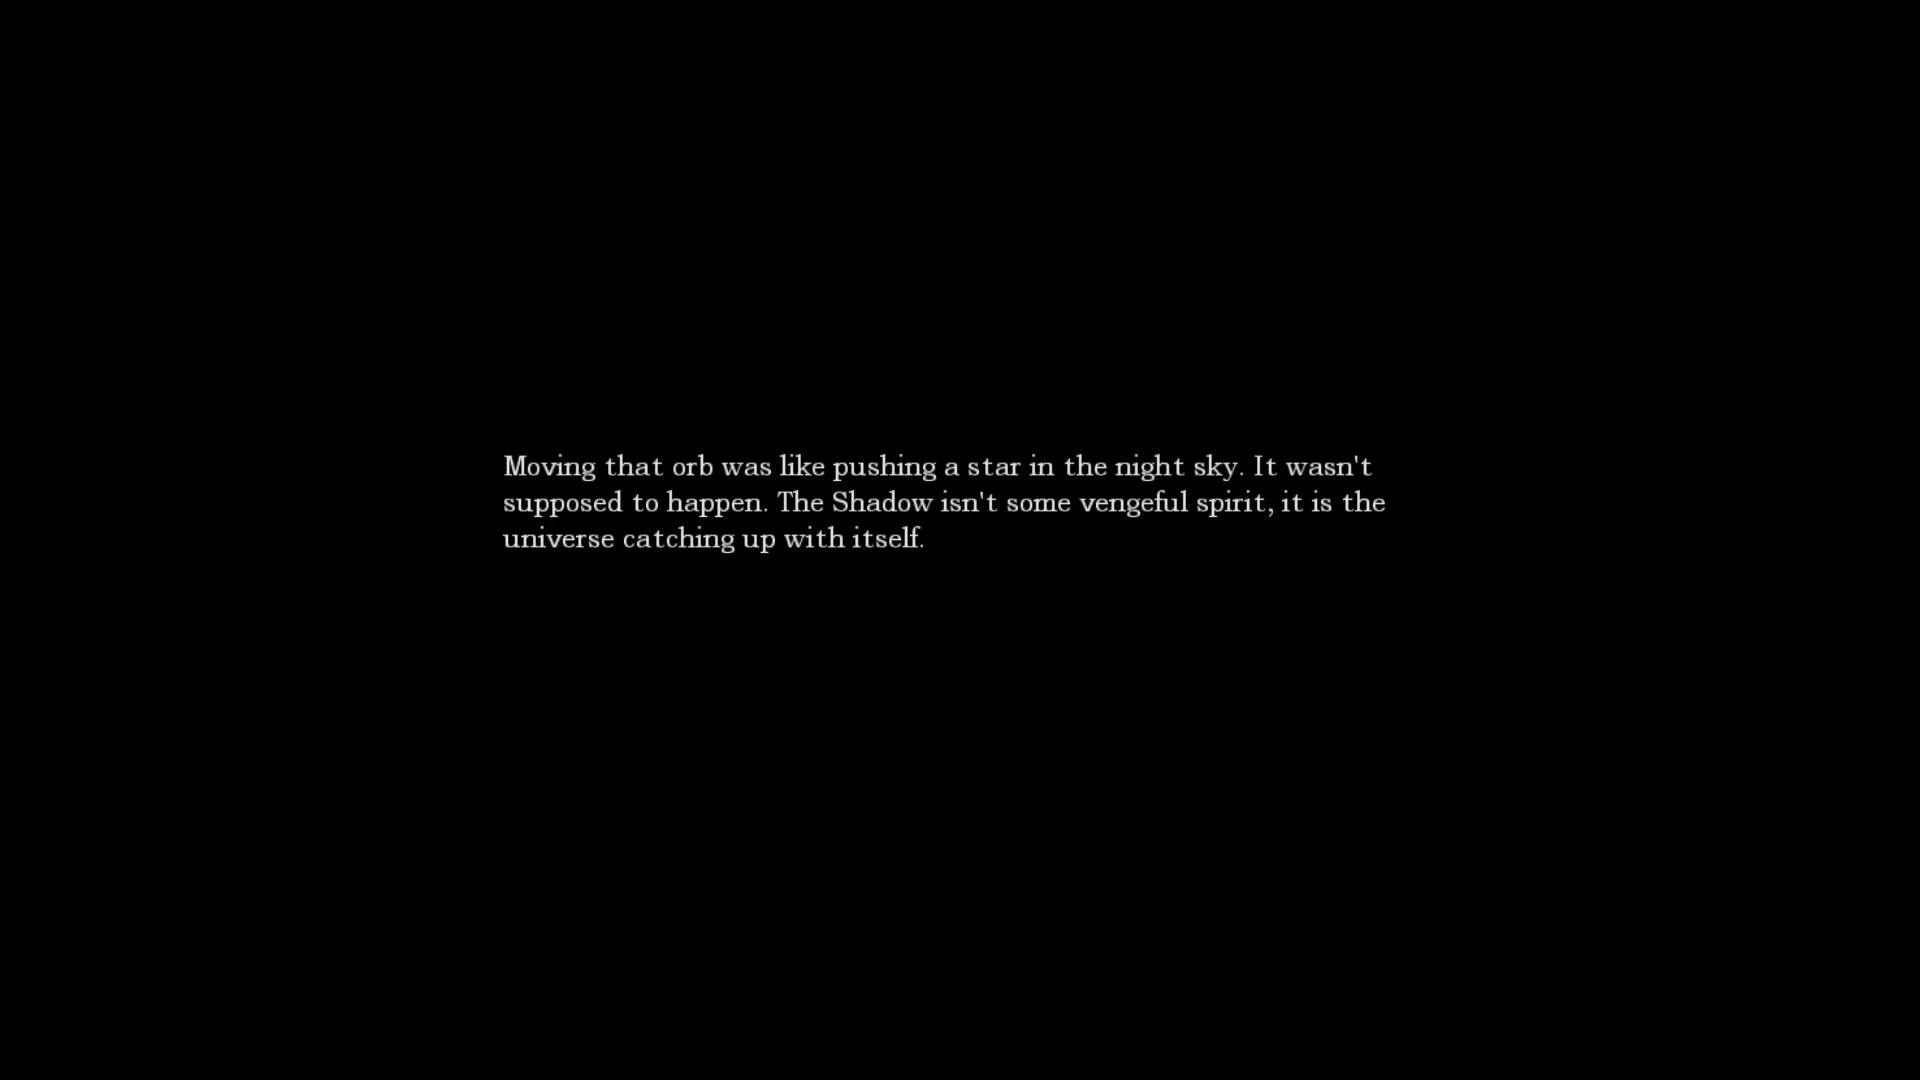 Moving that orb was like pushing a star in the night sky. It wasn't
supposed to happen. The Shadow isn't some vengeful spirit, it is the
universe catching up with itself.